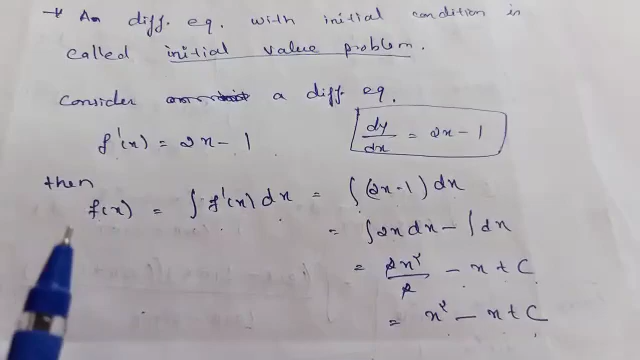 → A diff. eq. with initial condition is
called initial value problem.
Consider a diff eq.
f'(x) = 2x - 1
dy/dx = 2x - 1
then
f(x) = ∫ f'(x) dx = ∫ (2x-1) dx
= ∫ 2x dx - ∫ dx
= 2x²/2 - x + C
= x² - x + C